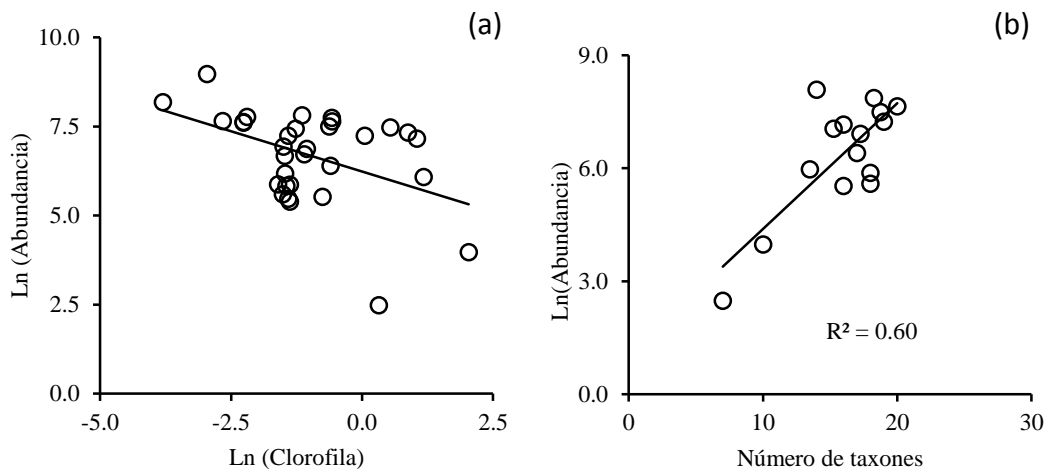 (a)
10.0
7.5
5.0
2.5
0.0
Ln (Abundancia)
-5.0 -2.5 0.0 2.5
Ln (Clorofila)
(b)
9.0
6.0
3.0
0.0
Ln(Abundancia)
R² = 0.60
0 10 20 30
Número de taxones